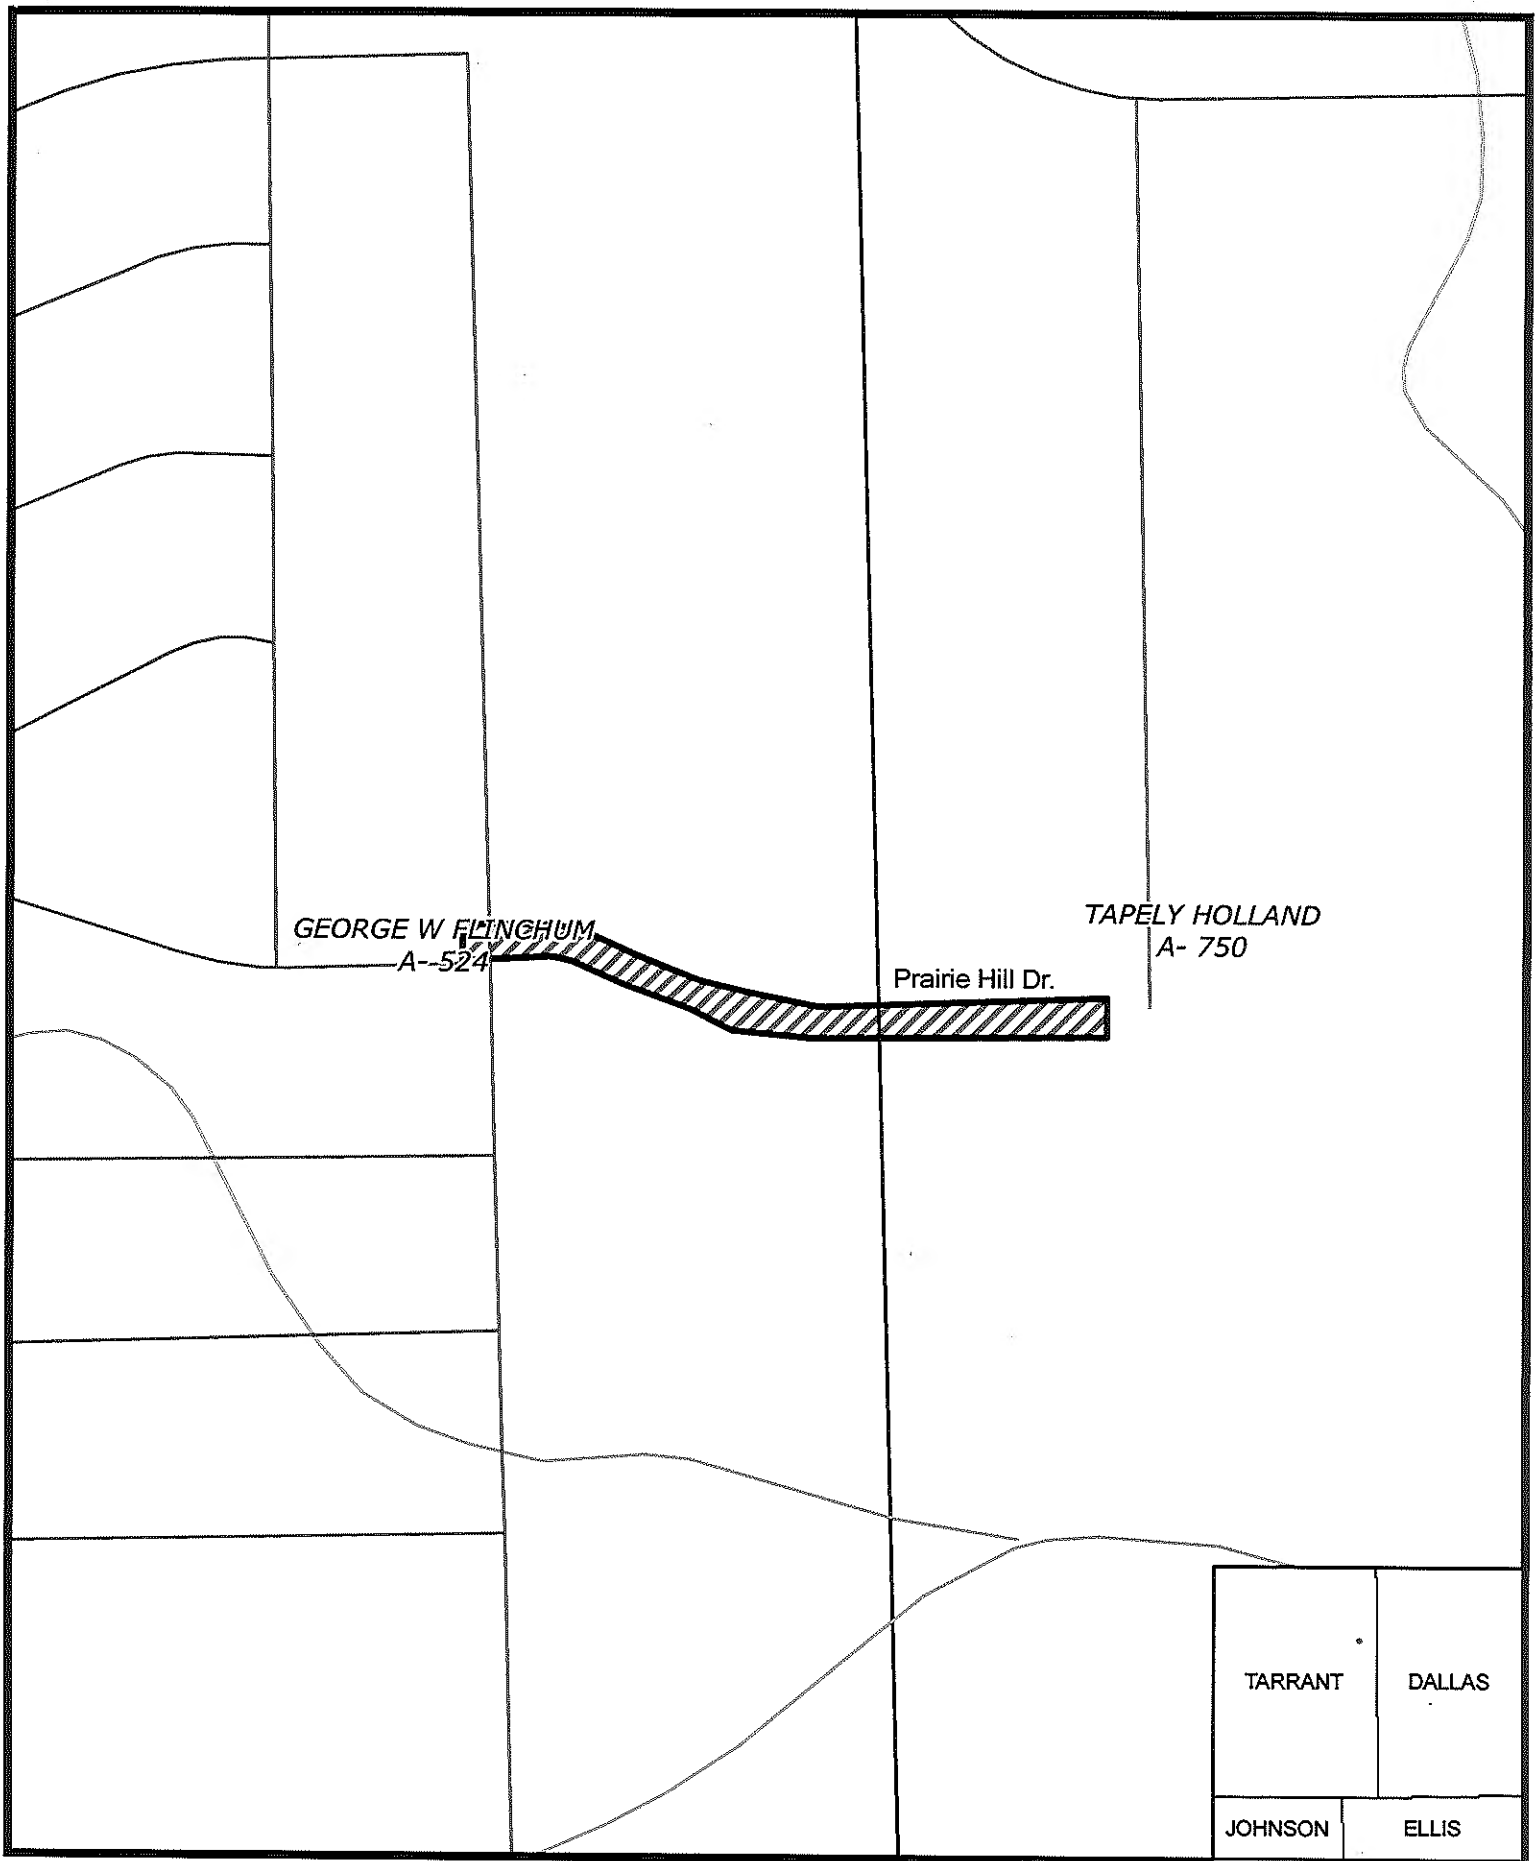 GEORGE W FLINCHUM
A- 524
TAPELY HOLLAND
A- 750
Prairie Hill Dr.
TARRANT
DALLAS
JOHNSON
ELLIS